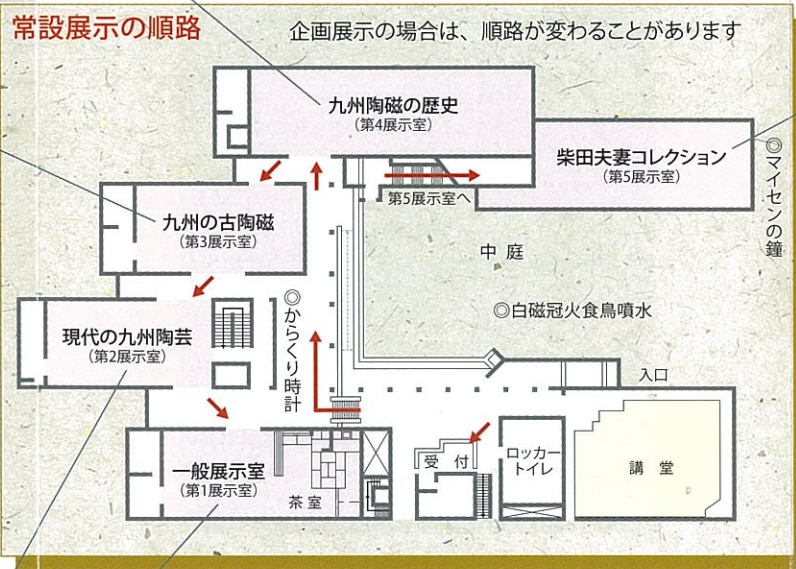 常設展示の順路
企画展示の場合は、順路が変わることがあります
九州陶磁の歴史
(第4展示室)
柴田夫妻コレクション
(第5展示室)
◎マイセンの鐘
第5展示室へ
九州の古陶磁
(第3展示室)
中庭
◎白磁冠火食鳥噴水
◎からくり時計
現代の九州陶芸
(第2展示室)
入口
一般展示室
(第1展示室)
茶室
受付
ロッカー
トイレ
講堂